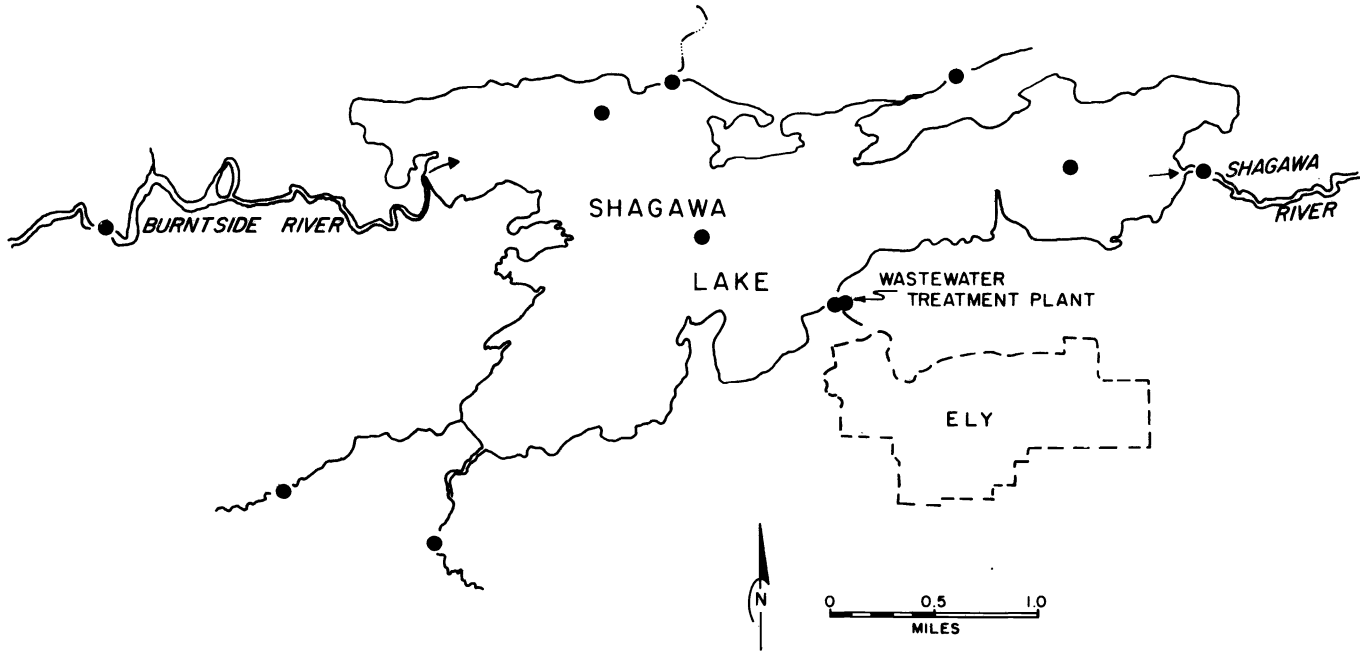 SHAGAWA
RIVER
BURNTSIDE RIVER
SHAGAWA
LAKE
WASTEWATER
TREATMENT PLANT
ELY
N
0 0.5 1.0
MILES